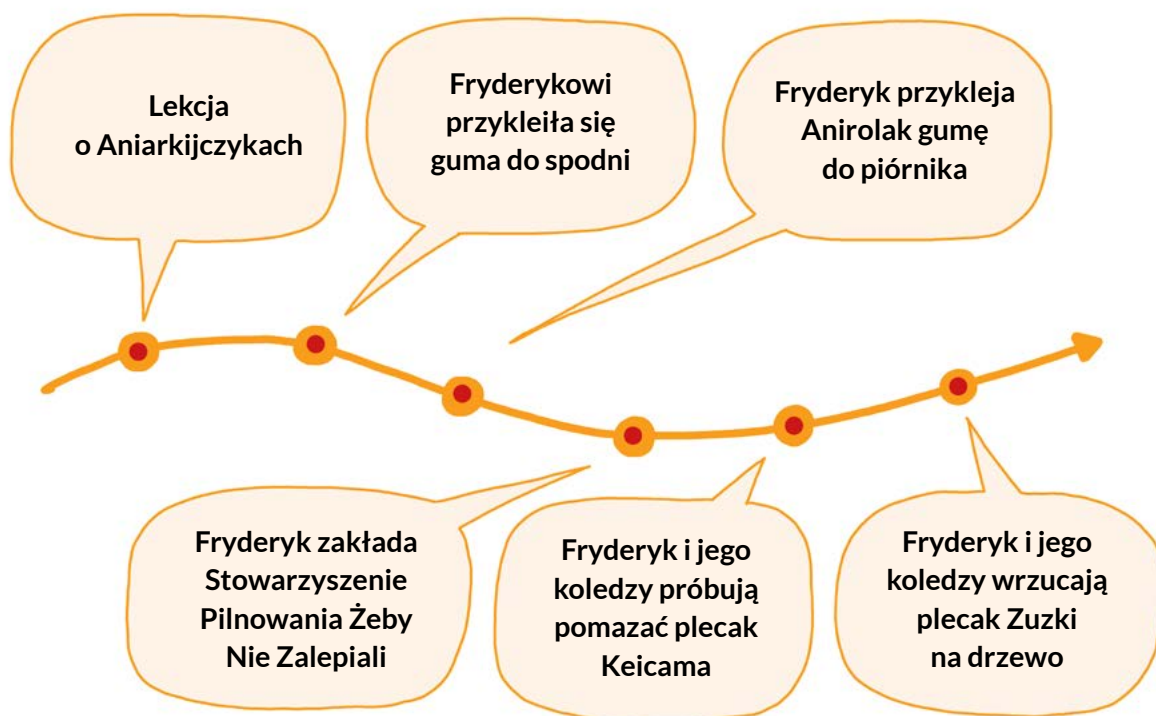 Lekcja
o Aniarkijczykach
Fryderykowi
przykleiła się
guma do spodni
Fryderyk przykleja
Anirolak gumę
do piórnika
Fryderyk zakłada
Stowarzyszenie
Pilnowania Żeby
Nie Zalepiali
Fryderyk i jego
koledzy próbują
pomazać plecak
Keicama
Fryderyk i jego
koledzy wrzucają
plecak Zuzki
na drzewo